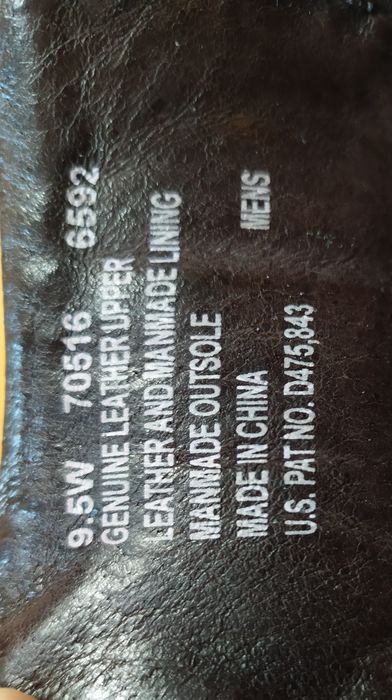 9.5W 70516 6592
GENUINE LEATHER UPPER
LEATHER AND MANMADE LINING
MANMADE OUTSOLE
MADE IN CHINA MENS
U.S. PAT NO. D475,843